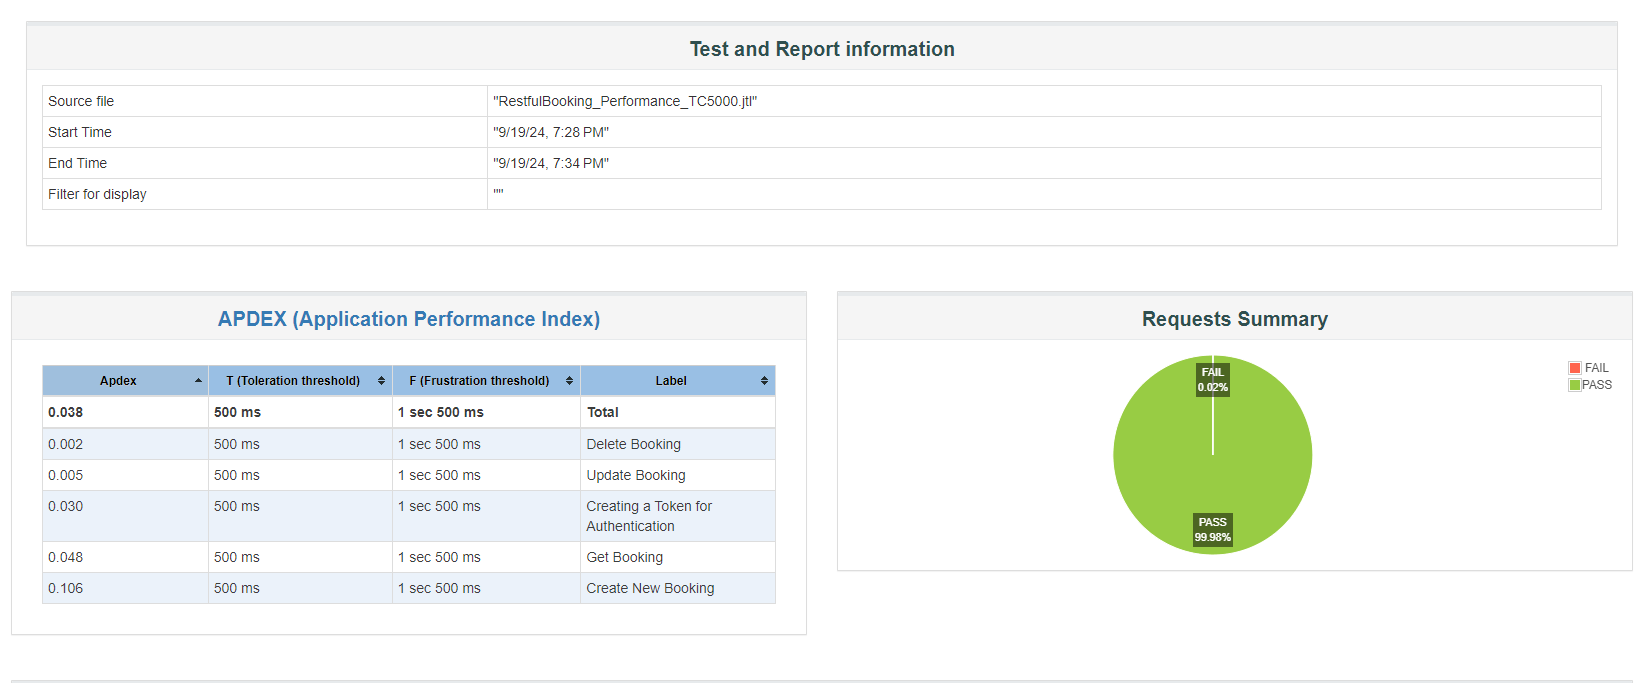 Test and Report information
Source file "RestfulBooking_Performance_TC5000.jtl"
Start Time "9/19/24, 7:28 PM"
End Time "9/19/24, 7:34 PM"
Filter for display ""
APDEX (Application Performance Index)
Apdex T (Toleration threshold) F (Frustration threshold) Label
0.038 500 ms 1 sec 500 ms Total
0.002 500 ms 1 sec 500 ms Delete Booking
0.005 500 ms 1 sec 500 ms Update Booking
0.030 500 ms 1 sec 500 ms Creating a Token for
Authentication
0.048 500 ms 1 sec 500 ms Get Booking
0.106 500 ms 1 sec 500 ms Create New Booking
Requests Summary
FAIL
0.02%
PASS
99.98%
FAIL
PASS